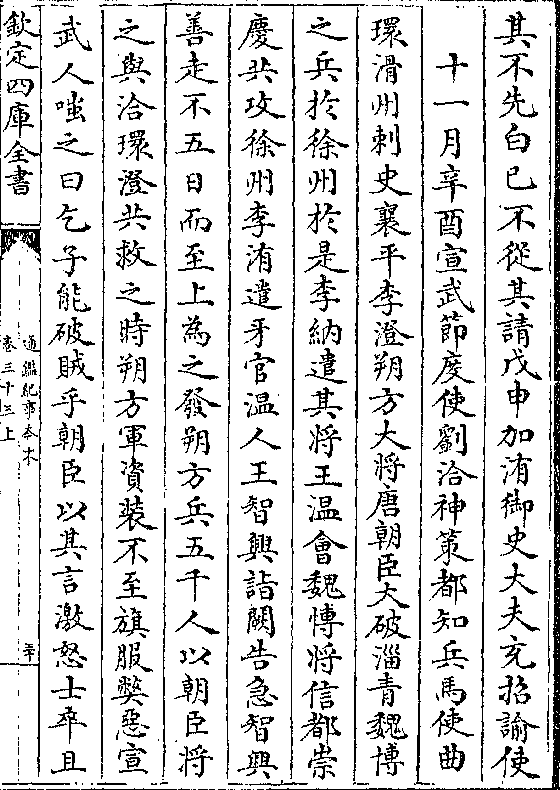 其不先白已不從其請戊申加洧御史大夫充招諭使
十一月辛酉宣武節度使劉洽神策都知兵馬使曲
環滑州刺史襄平李澄朔方大將唐朝臣大破淄青魏博
之兵於徐州於是李納遣其將王溫會魏博將信都崇
慶共攻徐州李洧遣牙官溫人王智興詣闕告急智興
善走不五日而至上為之發朔方兵五千人以朝臣將
之與洽環澄共救之時朔方軍資裝不至旗服弊惡宣
武人嗤之曰乞子能破賊乎朝臣以其言激怒士卒且
欽定四庫全書
通鑑紀事本末
卷三十三上